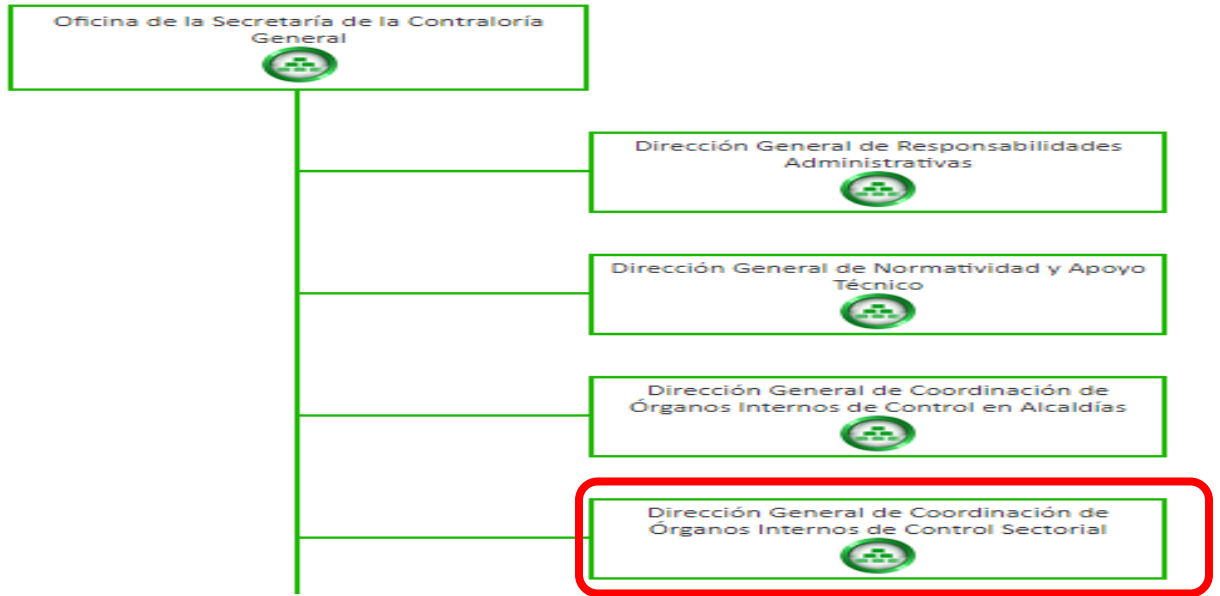 Oficina de la Secretaría de la Contraloría
General
Dirección General de Responsabilidades
Administrativas
Dirección General de Normatividad y Apoyo
Técnico
Dirección General de Coordinación de
Órganos Internos de Control en Alcaldías
Dirección General de Coordinación de
Órganos Internos de Control Sectorial